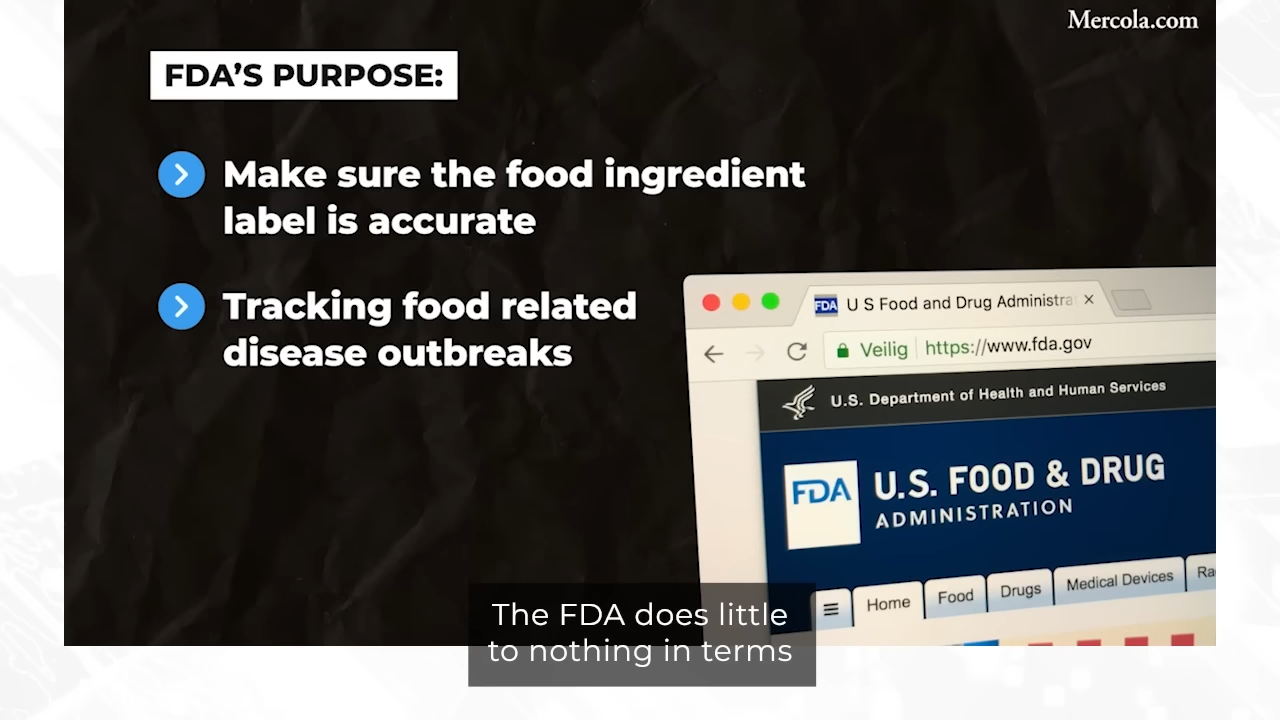 Mercola.com
FDA'S PURPOSE:
Make sure the food ingredient
label is accurate
Tracking food related
disease outbreaks
FDA U S Food and Drug Administra
Veilig https://www.fda.gov
U.S. Department of Health and Human Services
FDA U.S. FOOD & DRUG
ADMINISTRATION
Home Food Drugs Medical Devices Ra
The FDA does little
to nothing in terms